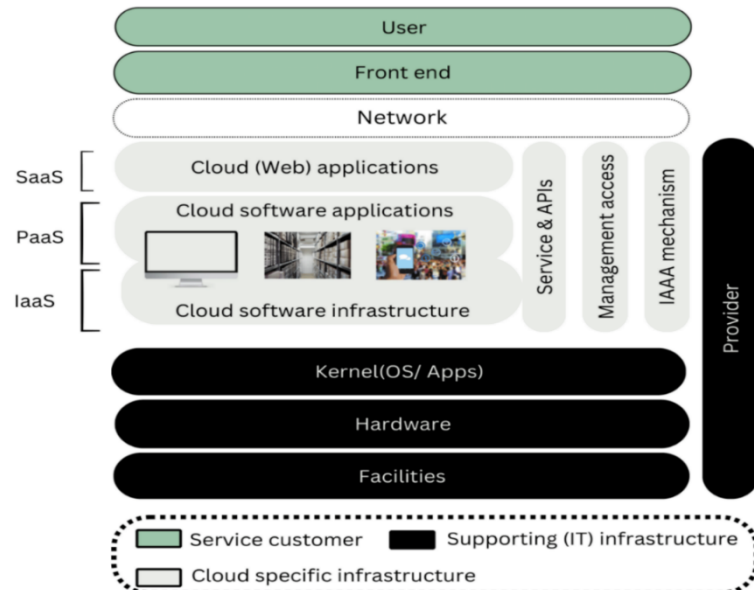 User
Front end
Network
SaaS
Cloud (Web) applications
PaaS
Cloud software applications
IaaS
Cloud software infrastructure
Service & APIs
Management access
IAAA mechanism
Provider
Kernel(OS/ Apps)
Hardware
Facilities
Service customer
Supporting (IT) infrastructure
Cloud specific infrastructure